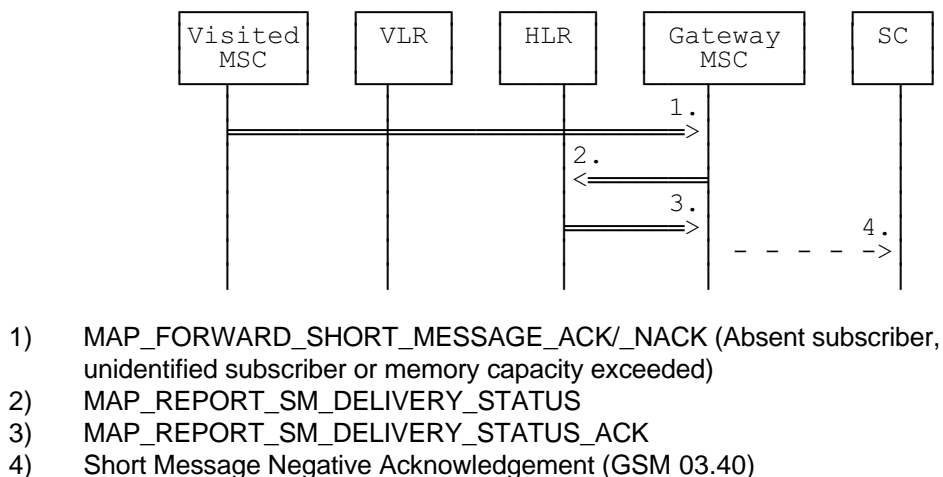 Visited VLR HLR Gateway SC
MSC MSC
1.
2.
3.
4.
1) MAP_FORWARD_SHORT_MESSAGE_ACK/_NACK (Absent subscriber,
unidentified subscriber or memory capacity exceeded)
2) MAP_REPORT_SM_DELIVERY_STATUS
3) MAP_REPORT_SM_DELIVERY_STATUS_ACK
4) Short Message Negative Acknowledgement (GSM 03.40)